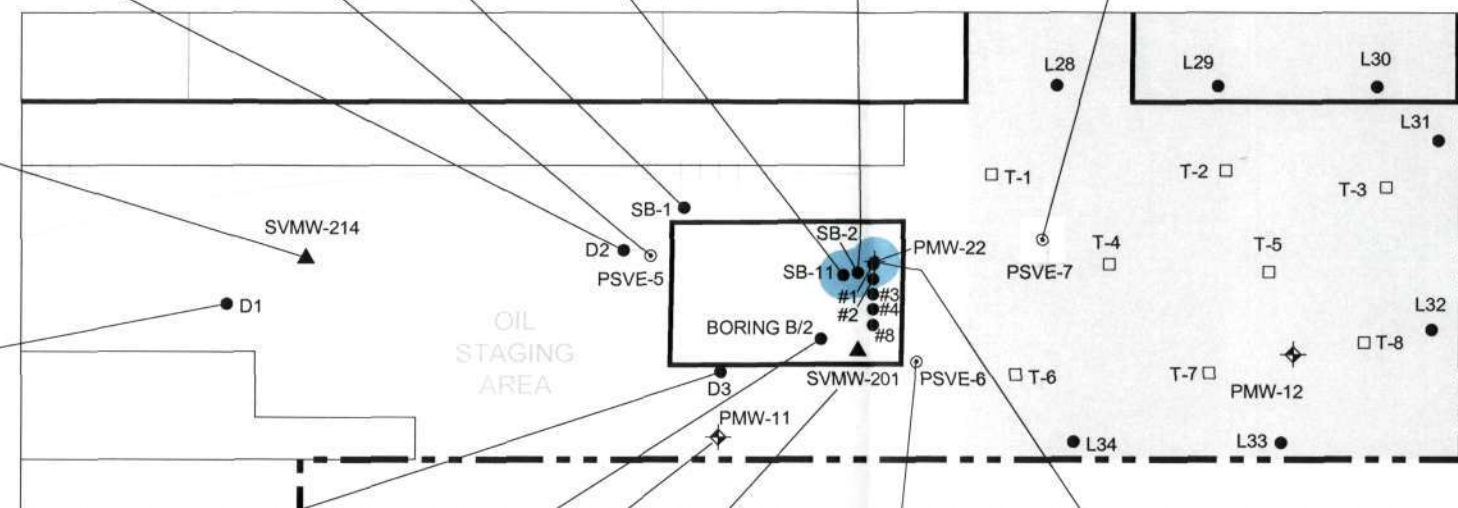 L28
L29
L30
L31
T-1
T-2
T-3
SB-1
SVMW-214
SB-2
D2
PMW-22
T-4
T-5
PSVE-5
SB-11
PSVE-7
D1
#1
#3
#2
#4
L32
OIL
STAGING
AREA
BORING B/2
#8
T-8
D3
SVMW-201
PSVE-6
T-6
T-7
PMW-12
PMW-11
L34
L33